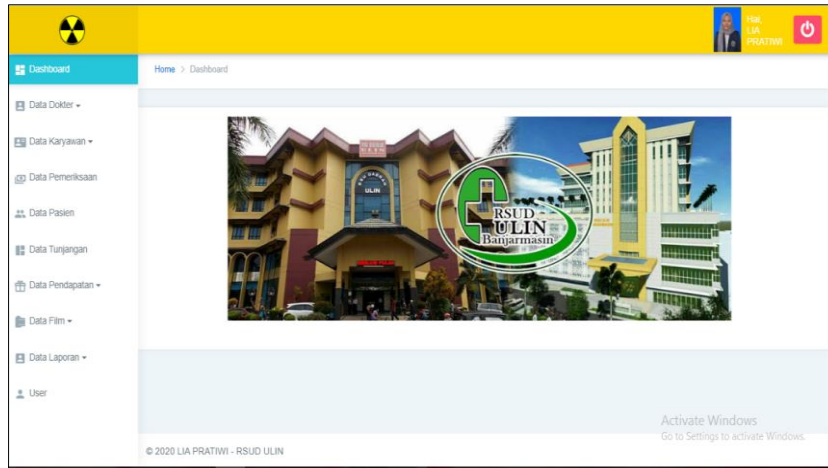 Hai,
LIA
PRATIWI
Dashboard
Home > Dashboard
Data Dokter
Data Karyawan
Data Pemeriksaan
Data Pasien
Data Tunjangan
Data Pendapatan
Data Film
Data Laporan
User
ULIN
RSUD
ULIN
Banjarmasin
Activate Windows
Go to Settings to activate Windows.
© 2020 LIA PRATIWI - RSUD ULIN